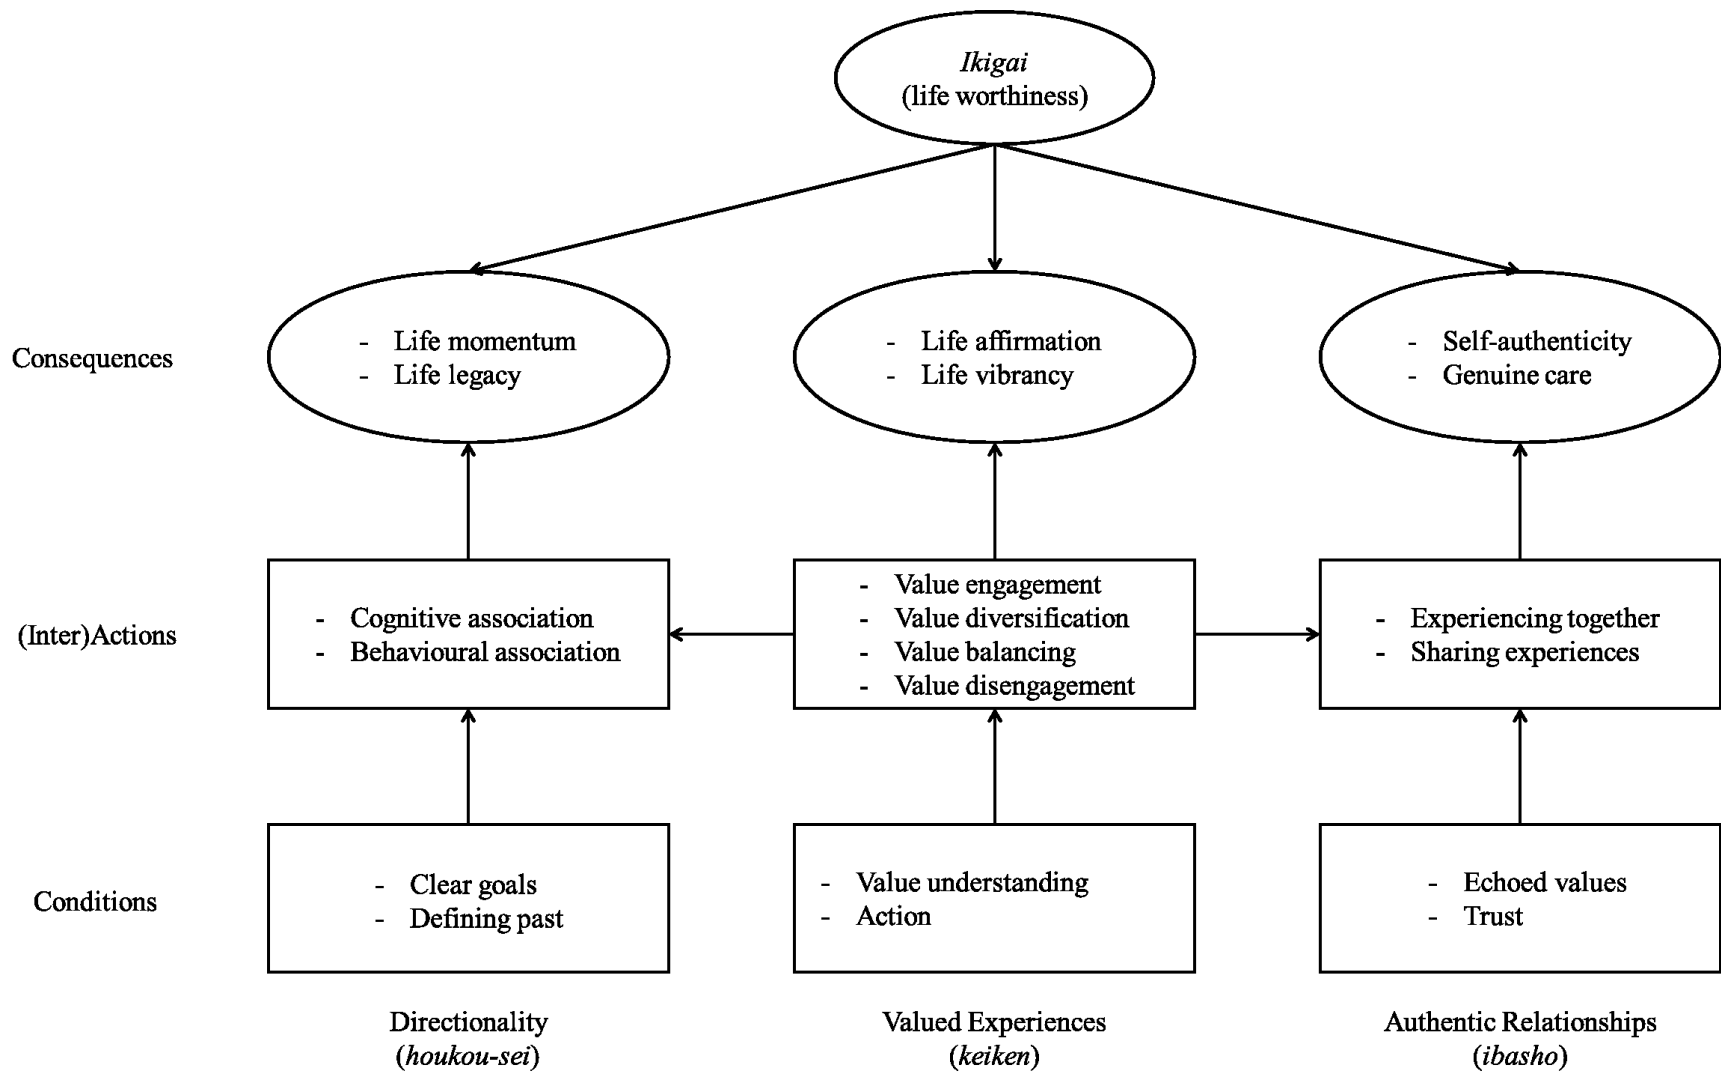 Ikigai
(life worthiness)
Consequences
- Life momentum
- Life legacy
- Life affirmation
- Life vibrancy
- Self-authenticity
- Genuine care
(Inter)Actions
- Cognitive association
- Behavioural association
- Value engagement
- Value diversification
- Value balancing
- Value disengagement
- Experiencing together
- Sharing experiences
Conditions
- Clear goals
- Defining past
- Value understanding
- Action
- Echoed values
- Trust
Directionality
(houkou-sei)
Valued Experiences
(keiken)
Authentic Relationships
(ibasho)